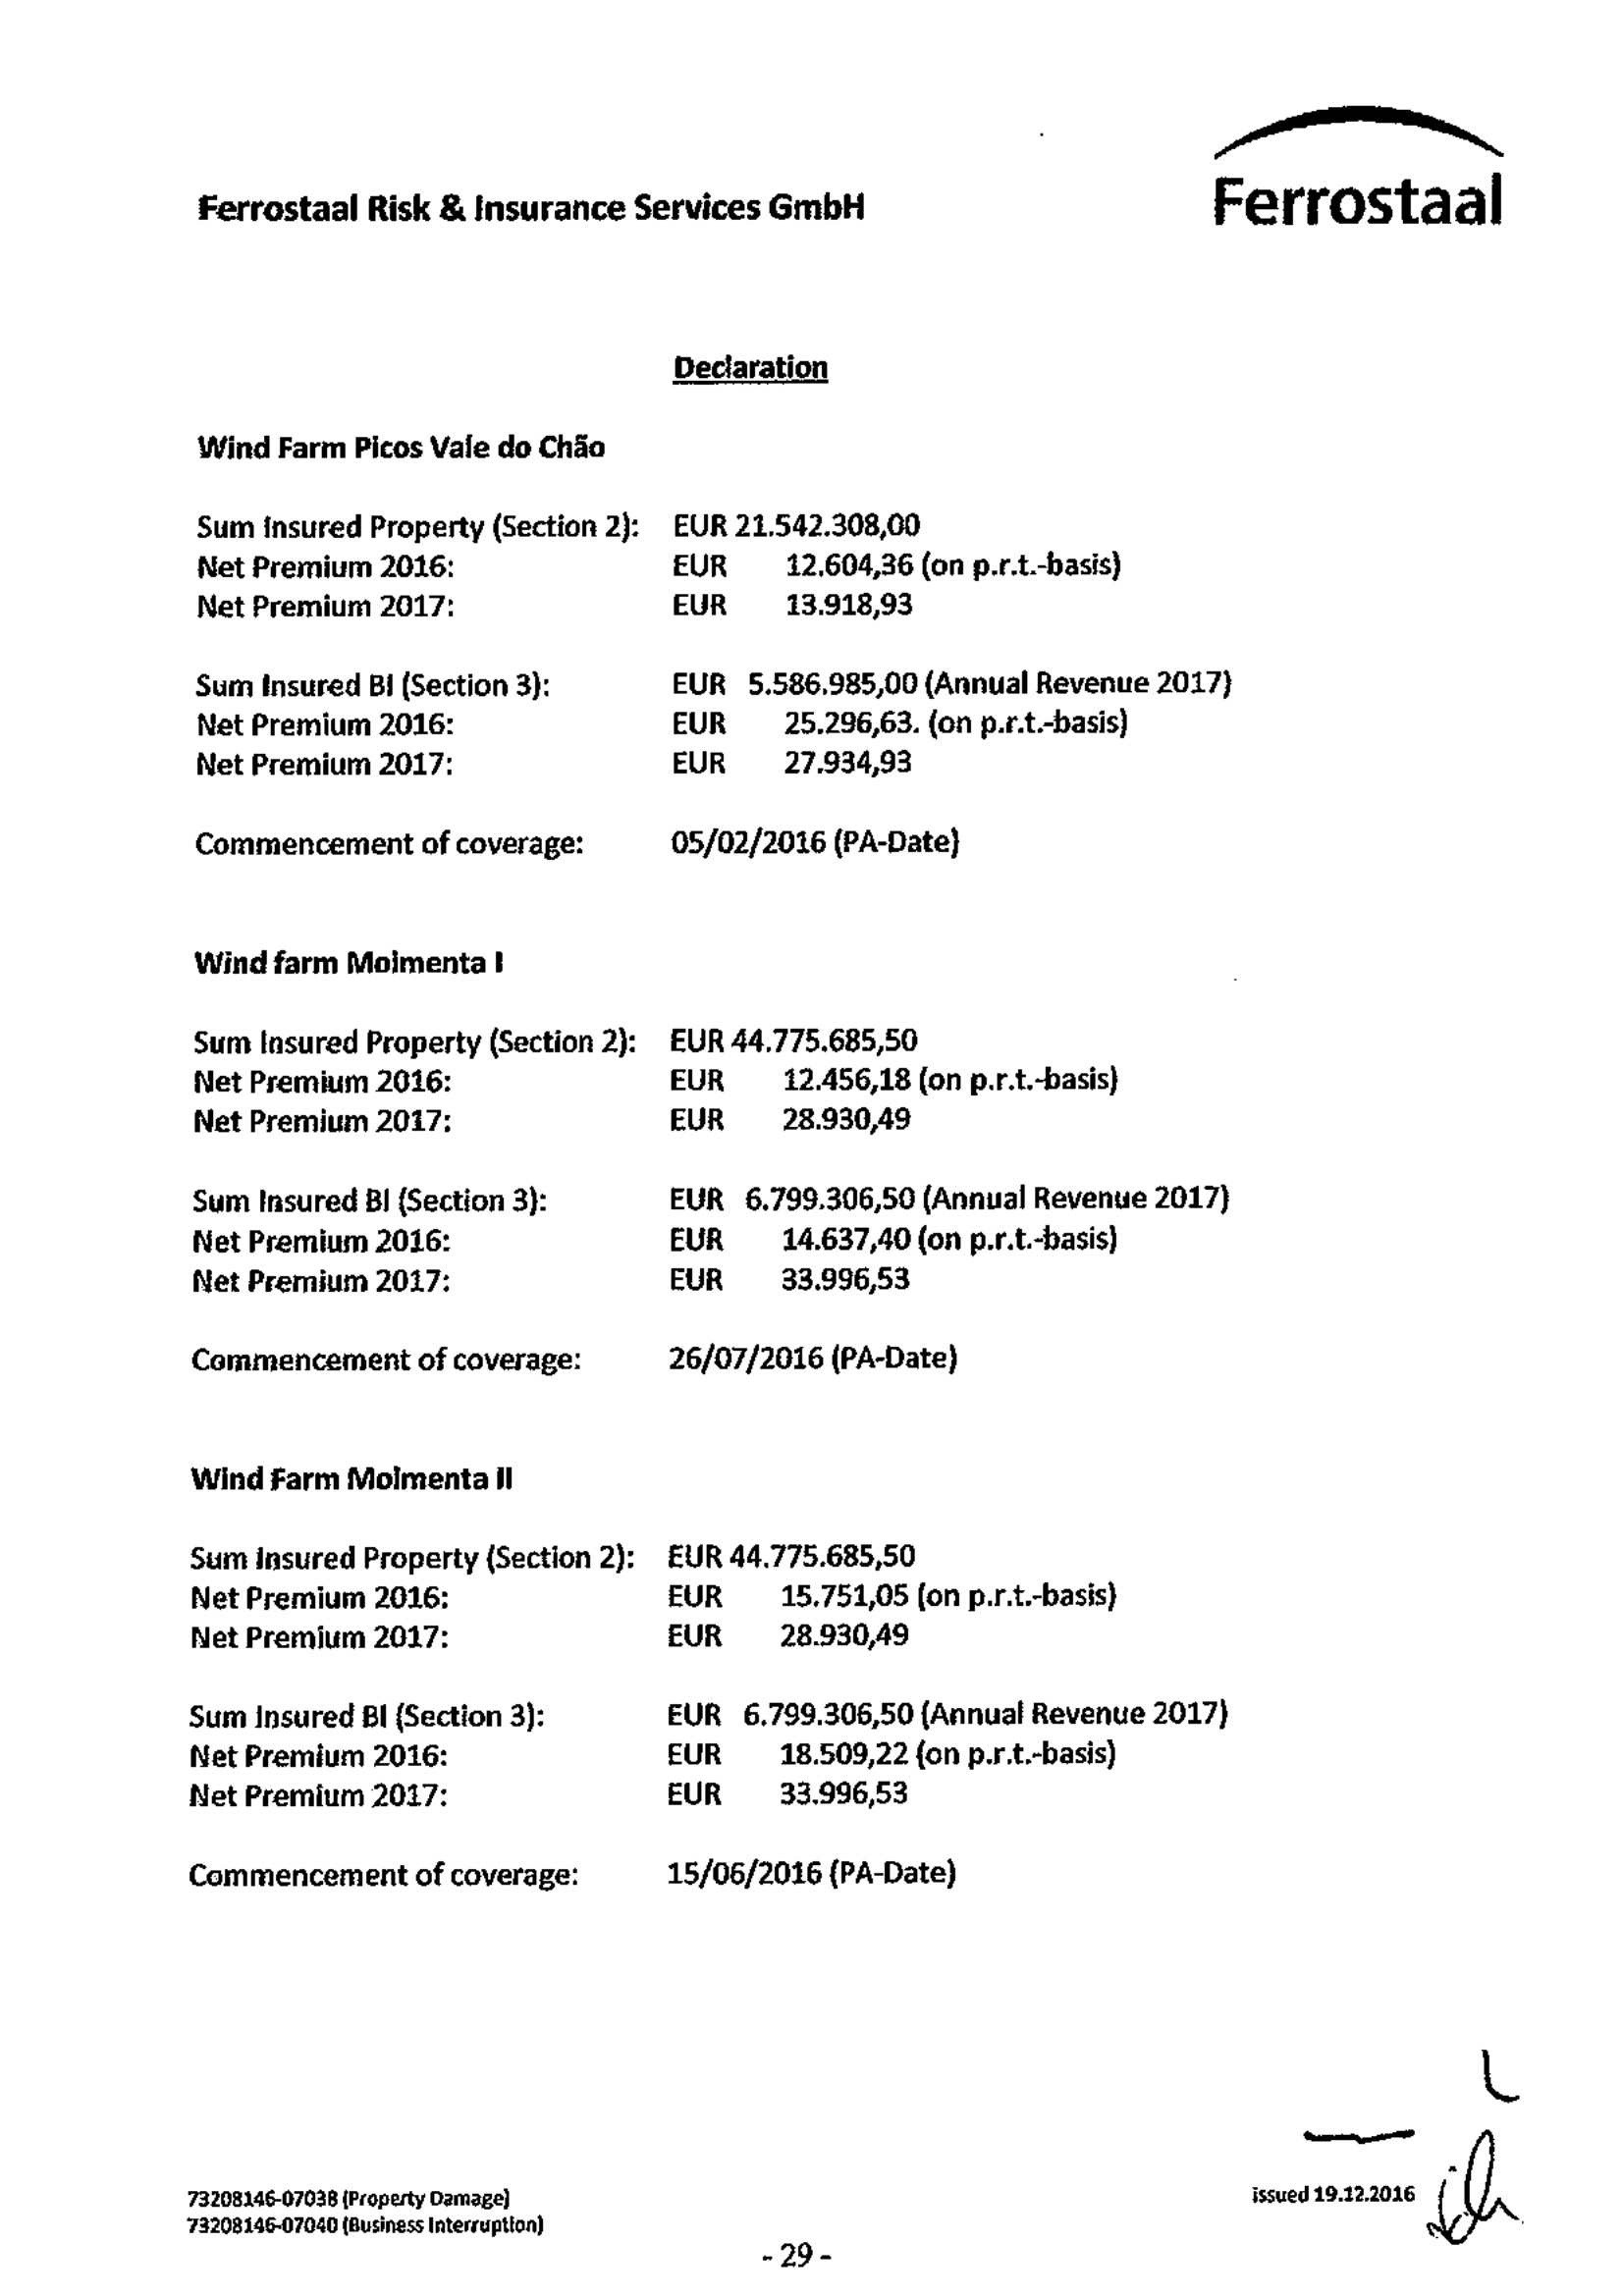 Ferrostaal Risk & Insurance Services GmbH
Ferrostaal
Declaration
Wind Farm Picos Vale do Chão
Sum Insured Property (Section 2): EUR 21.542.308,00
Net Premium 2016: EUR 12.604,36 (on p.r.t.-basis)
Net Premium 2017: EUR 13.918,93
Sum Insured BI (Section 3): EUR 5.586.985,00 (Annual Revenue 2017)
Net Premium 2016: EUR 25.296,63. (on p.r.t.-basis)
Net Premium 2017: EUR 27.934,93
Commencement of coverage: 05/02/2016 (PA-Date)
Wind farm Moimenta I
Sum Insured Property (Section 2): EUR 44.775.685,50
Net Premium 2016: EUR 12.456,18 (on p.r.t.-basis)
Net Premium 2017: EUR 28.930,49
Sum Insured BI (Section 3): EUR 6.799.306,50 (Annual Revenue 2017)
Net Premium 2016: EUR 14.637,40 (on p.r.t.-basis)
Net Premium 2017: EUR 33.996,53
Commencement of coverage: 26/07/2016 (PA-Date)
Wind Farm Moimenta II
Sum Insured Property (Section 2): EUR 44.775.685,50
Net Premium 2016: EUR 15.751,05 (on p.r.t.-basis)
Net Premium 2017: EUR 28.930,49
Sum Insured BI (Section 3): EUR 6.799.306,50 (Annual Revenue 2017)
Net Premium 2016: EUR 18.509,22 (on p.r.t.-basis)
Net Premium 2017: EUR 33.996,53
Commencement of coverage: 15/06/2016 (PA-Date)
73208146-07038 (Property Damage)
issued 19.12.2016
73208146-07040 (Business Interruption)
- 29 -